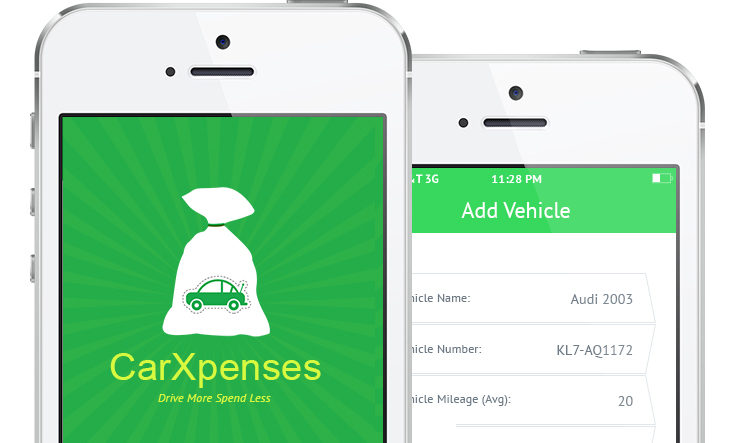 CarXpenses
Drive More Spend Less
T 3G 11:28 PM
Add Vehicle
hicle Name: Audi 2003
hicle Number: KL7-AQ1172
hicle Mileage (Avg): 20